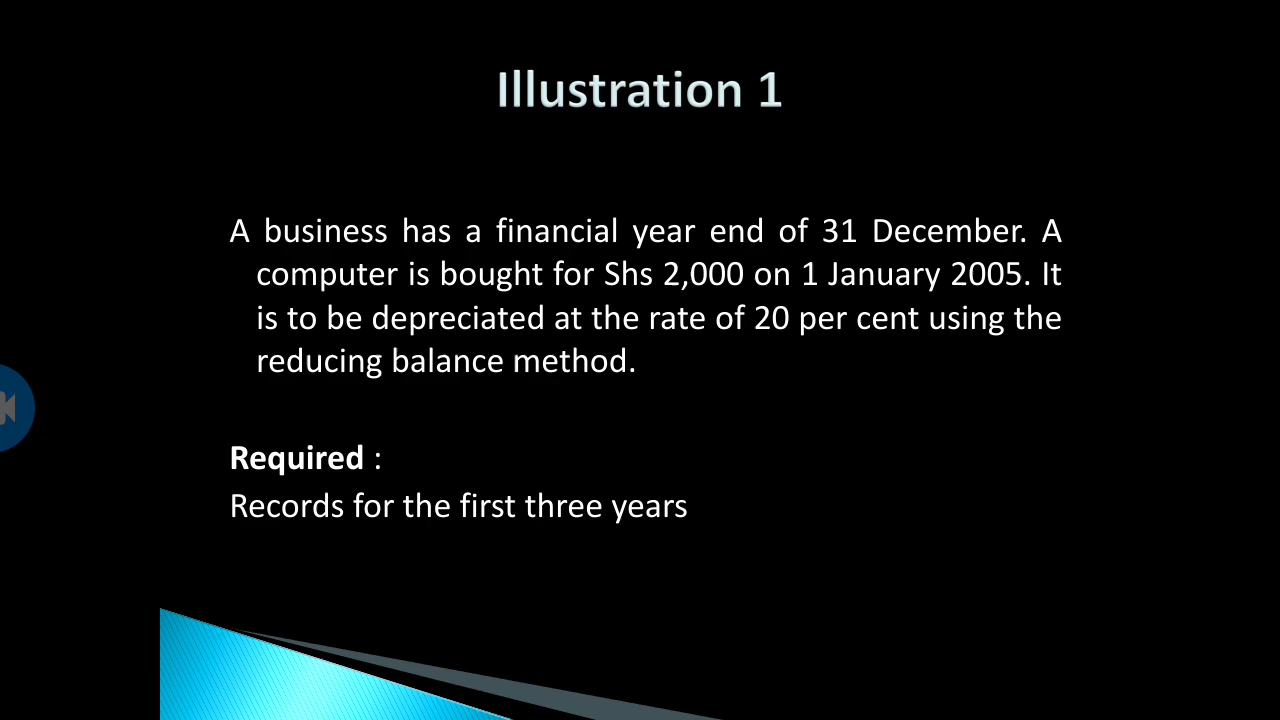 Illustration 1
A business has a financial year end of 31 December. A
computer is bought for Shs 2,000 on 1 January 2005. It
is to be depreciated at the rate of 20 per cent using the
reducing balance method.
Required :
Records for the first three years